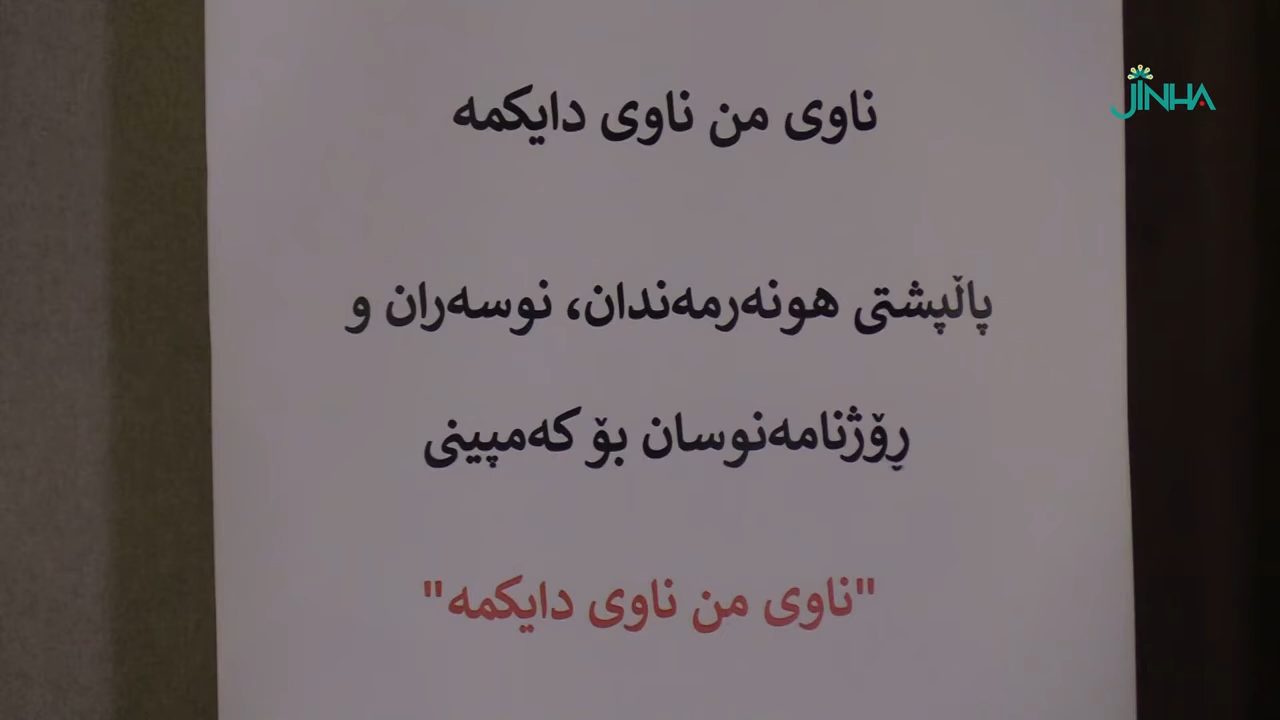 JINHA
ناوی من ناوی دایکمە
پاڵپشتی هونەرمەندان، نوسەران و
ڕۆژنامەنوسان بۆ کەمپینی
"ناوی من ناوی دایکمە"